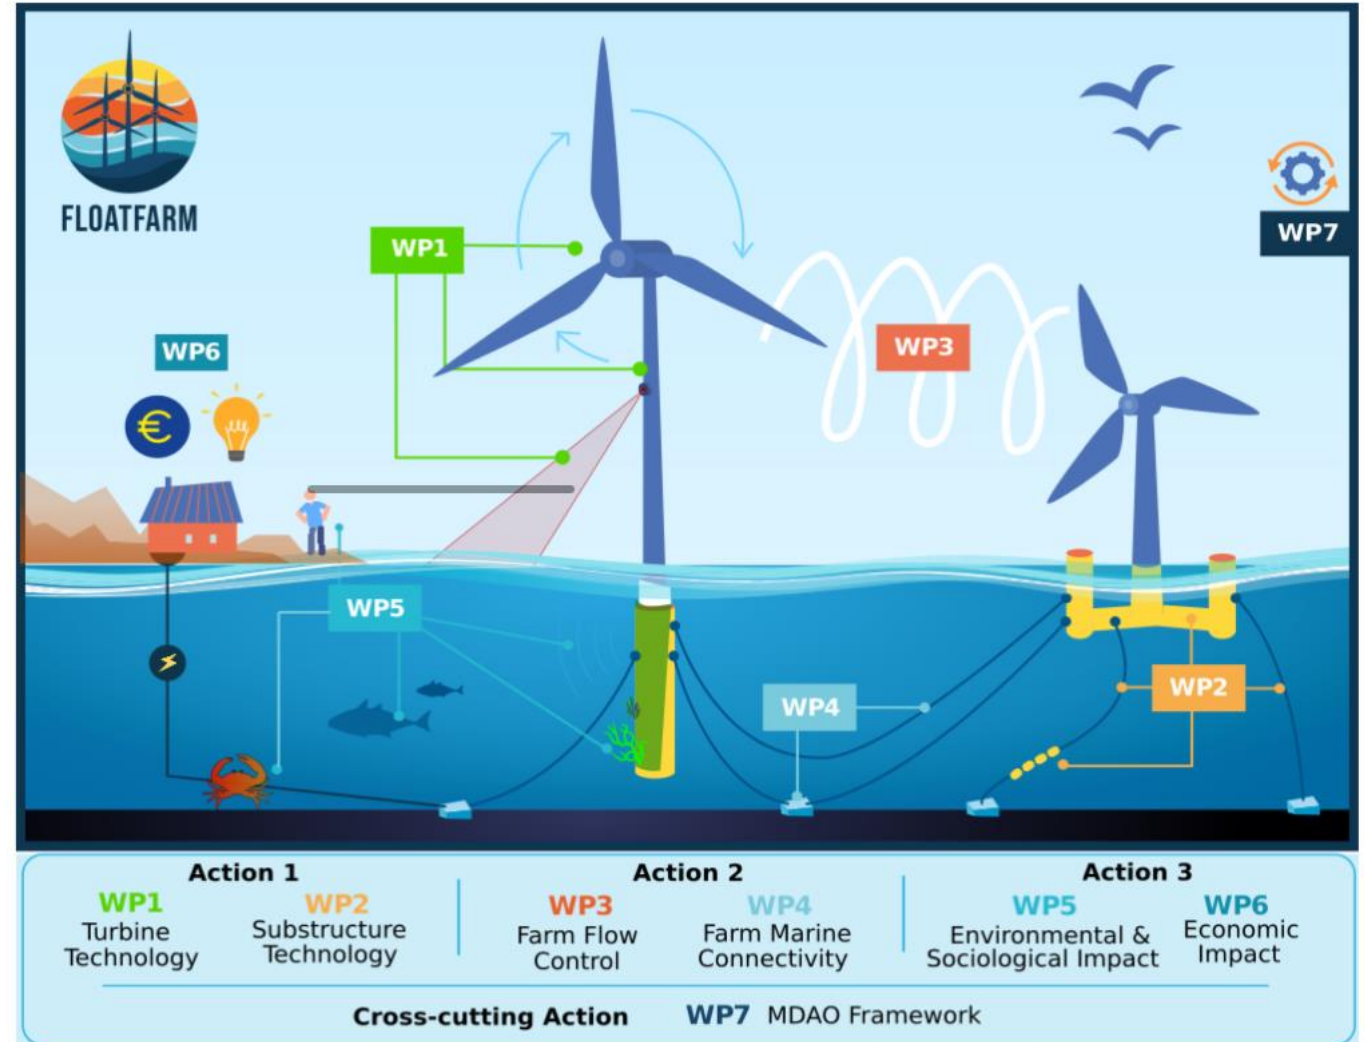 FLOATFARM
WP1
WP7
WP3
WP6
€
WP5
WP4
WP2
Action 1
Action 2
Action 3
WP1
Turbine
Technology
WP2
Substructure
Technology
WP3
Farm Flow
Control
WP4
Farm Marine
Connectivity
WP5
Environmental &
Sociological Impact
WP6
Economic
Impact
Cross-cutting Action WP7 MDAO Framework